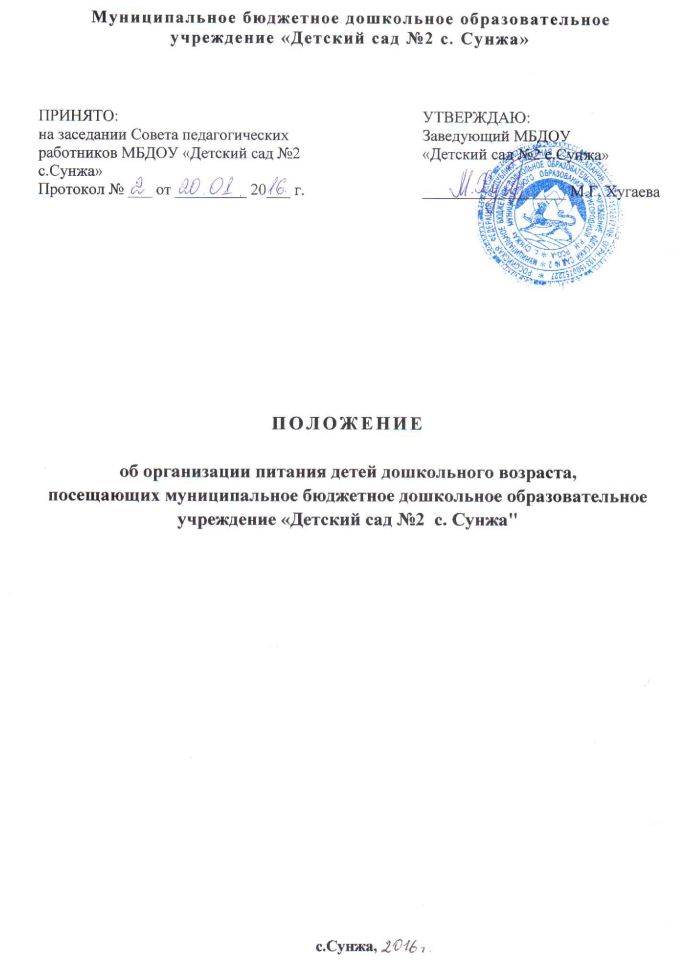 Муниципальное бюджетное дошкольное образовательное
учреждение «Детский сад №2 с. Сунжа»
ПРИНЯТО:
на заседании Совета педагогических
работников МБДОУ «Детский сад №2
с.Сунжа»
Протокол № 2 от 20.01. 2016 г.
УТВЕРЖДАЮ:
Заведующий МБДОУ
«Детский сад №2 с.Сунжа»
М.Г. Хугаева
ПОЛОЖЕНИЕ
об организации питания детей дошкольного возраста,
посещающих муниципальное бюджетное дошкольное образовательное
учреждение «Детский сад №2 с. Сунжа"
с.Сунжа, 2016г.